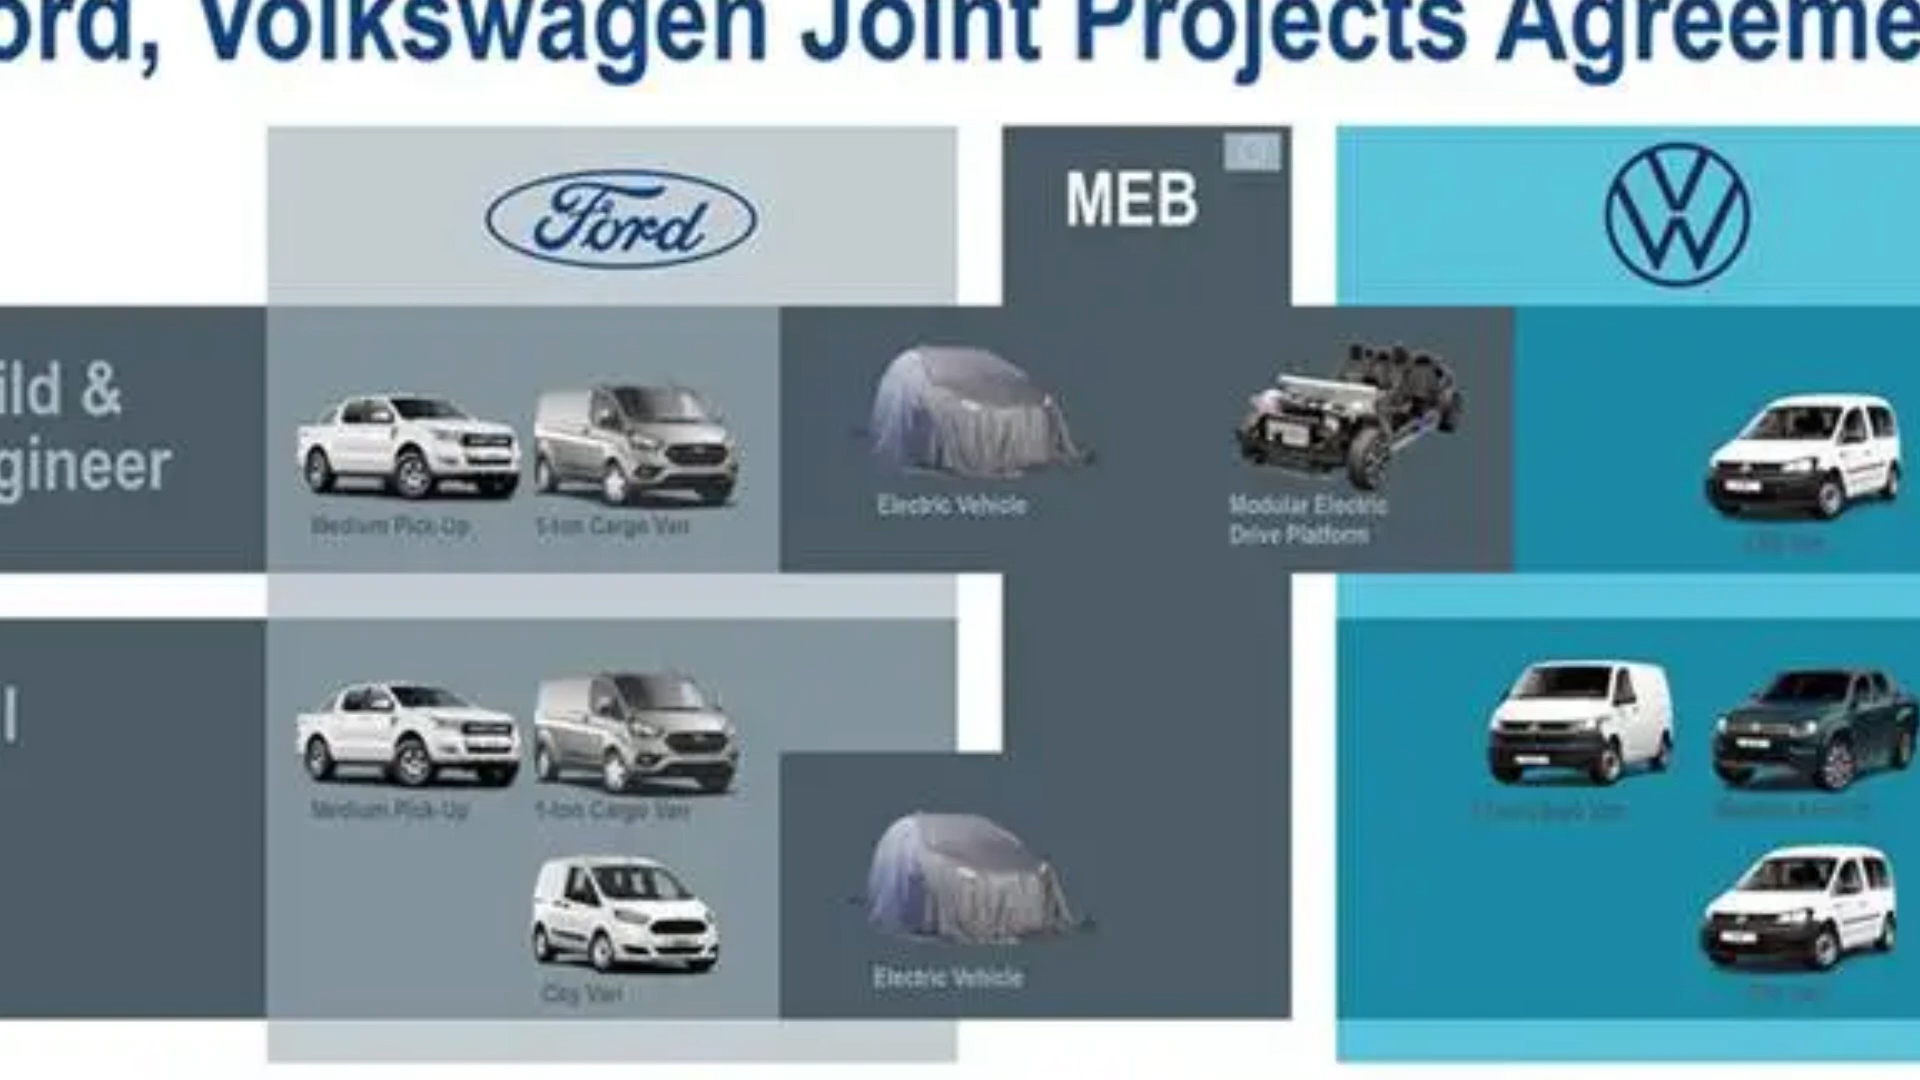 ord, Volkswagen Joint Projects Agreeme
Ford
MEB
ild &
gineer
Medium Pick-Up
1-ton Cargo Van
Electric Vehicle
Modular Electric
Drive Platform
l
Medium Pick-Up
1-ton Cargo Van
City Van
Electric Vehicle